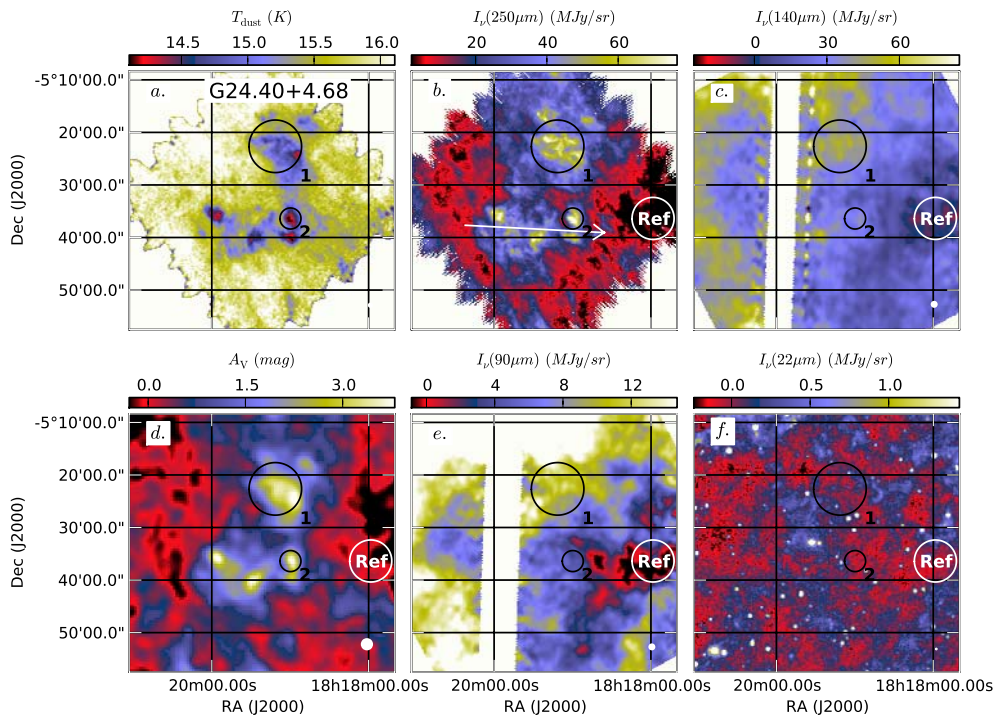 T_dust (K)
14.5 15.0 15.5 16.0
I_ν(250μm) (MJy/sr)
20 40 60
I_ν(140μm) (MJy/sr)
0 30 60
-5°10'00.0"
20'00.0"
30'00.0"
40'00.0"
50'00.0"
Dec (J2000)
a.
G24.40+4.68
1
2
b.
1
2
Ref
c.
1
2
Ref
A_V (mag)
0.0 1.5 3.0
I_ν(90μm) (MJy/sr)
0 4 8 12
I_ν(22μm) (MJy/sr)
0.0 0.5 1.0
-5°10'00.0"
20'00.0"
30'00.0"
40'00.0"
50'00.0"
Dec (J2000)
d.
1
2
Ref
e.
1
2
Ref
f.
1
2
Ref
20m00.00s 18h18m00.00s
20m00.00s 18h18m00.00s
20m00.00s 18h18m00.00s
RA (J2000)
RA (J2000)
RA (J2000)